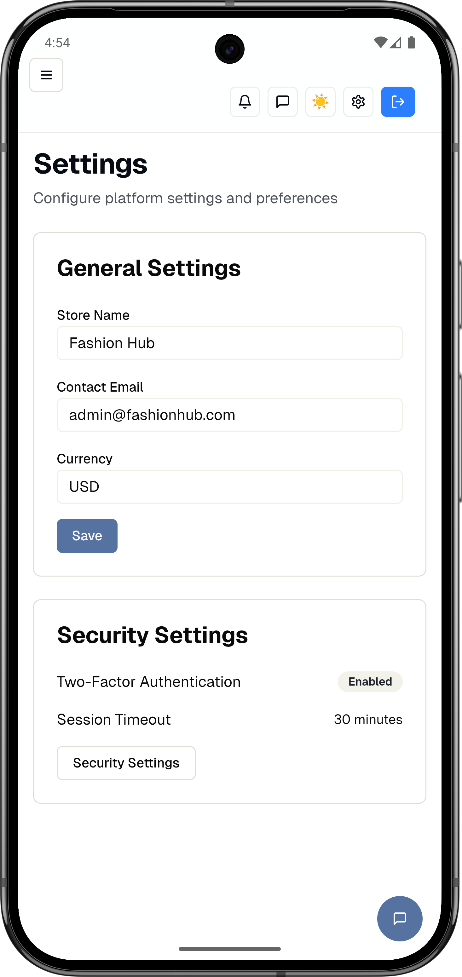 4:54
Settings
Configure platform settings and preferences
General Settings
Store Name
Fashion Hub
Contact Email
admin@fashionhub.com
Currency
USD
Save
Security Settings
Two-Factor Authentication Enabled
Session Timeout 30 minutes
Security Settings